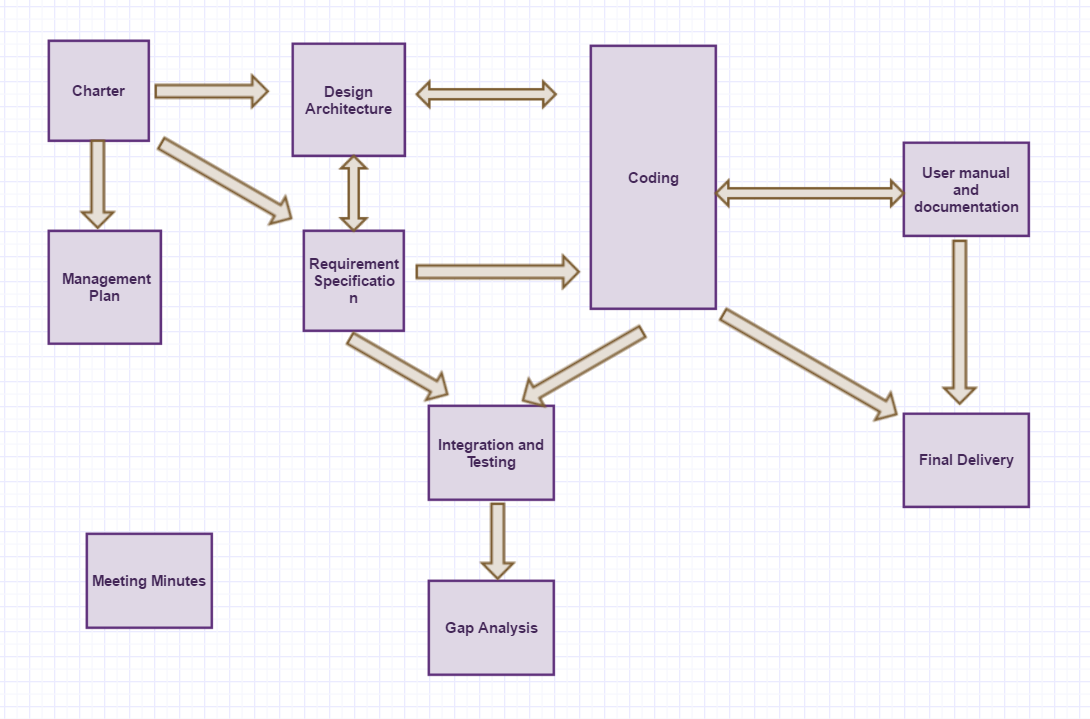 Charter
Design
Architecture
Coding
User manual
and
documentation
Management
Plan
Requirement
Specificatio
n
Integration and
Testing
Final Delivery
Meeting Minutes
Gap Analysis